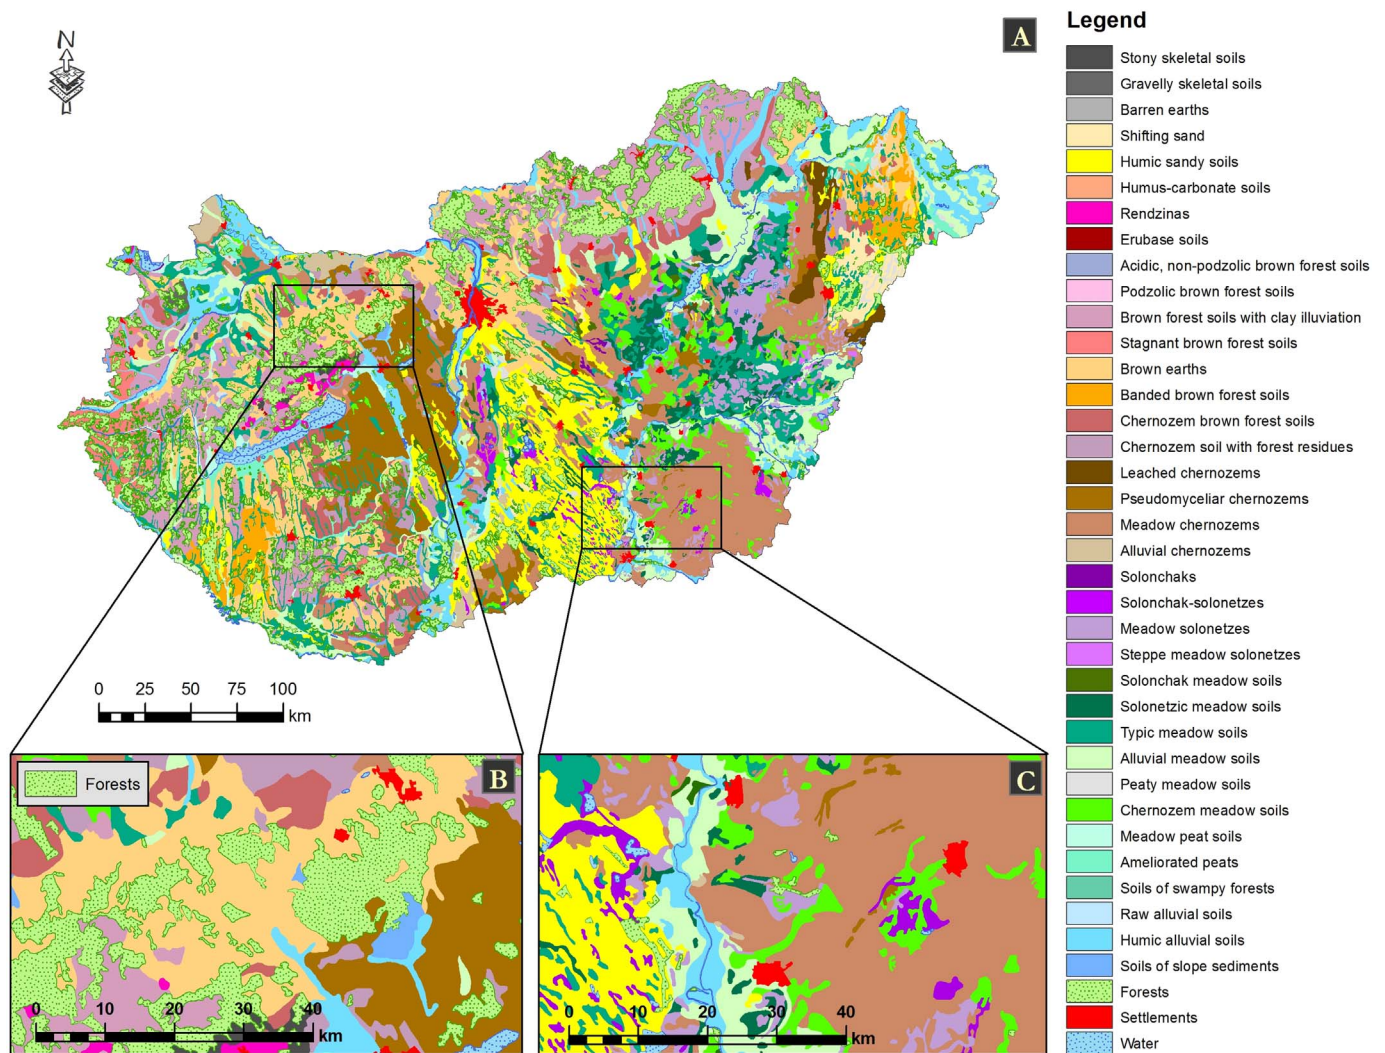 N
A
Legend
Stony skeletal soils
Gravelly skeletal soils
Barren earths
Shifting sand
Humic sandy soils
Humus-carbonate soils
Rendzinas
Erubase soils
Acidic, non-podzolic brown forest soils
Podzolic brown forest soils
Brown forest soils with clay illuviation
Stagnant brown forest soils
Brown earths
Banded brown forest soils
Chernozem brown forest soils
Chernozem soil with forest residues
Leached chernozems
Pseudomyceliar chernozems
Meadow chernozems
Alluvial chernozems
Solonchaks
Solonchak-solonetzes
Meadow solonetzes
Steppe meadow solonetzes
Solonchak meadow soils
Solonetzic meadow soils
Typic meadow soils
Alluvial meadow soils
Peaty meadow soils
Chernozem meadow soils
Meadow peat soils
Ameliorated peats
Soils of swampy forests
Raw alluvial soils
Humic alluvial soils
Soils of slope sediments
Forests
Settlements
Water
0 25 50 75 100
km
Forests
B
0 10 20 30 40
km
C
0 10 20 30 40
km